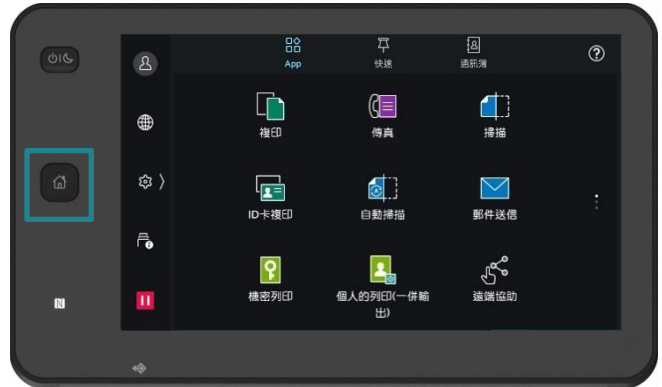 App
快速
通訊簿
複印
傳真
掃描
ID卡複印
自動掃描
郵件送信
機密列印
個人的列印(一併輸
出)
遠端協助